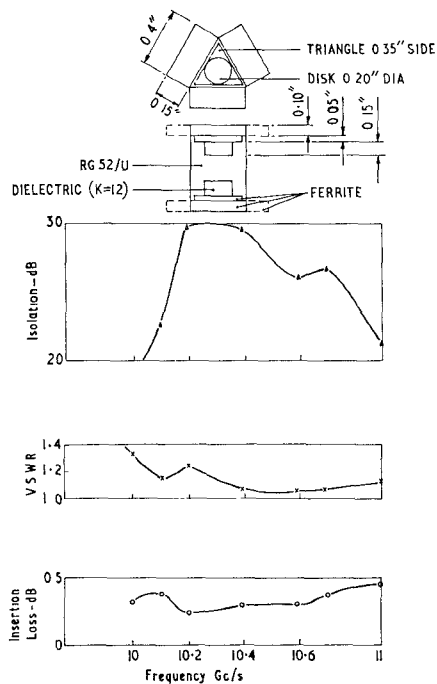 0.4"
TRIANGLE 0.35" SIDE
DISK 0.20" DIA
0.15"
0.10"
0.05"
0.15"
RG 52/U
DIELECTRIC (K=12)
FERRITE
30
20
Isolation—dB
1.4
1.2
1.0
VSWR
0.5
0
Insertion
Loss-dB
10 10.2 10.4 10.6 11
Frequency Gc/s